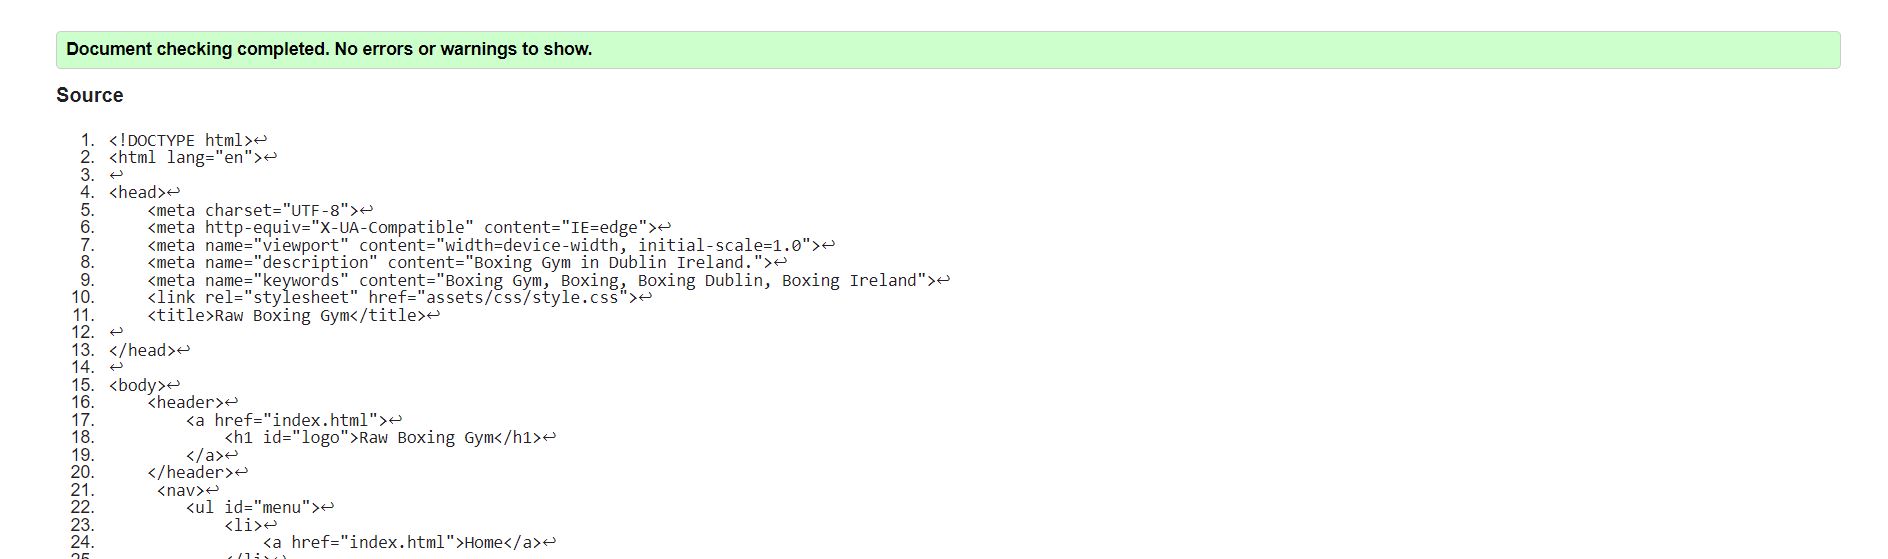 Document checking completed. No errors or warnings to show.
Source
1. <!DOCTYPE html>↩
2. <html lang="en">↩
3. ↩
4. <head>↩
5.     <meta charset="UTF-8">↩
6.     <meta http-equiv="X-UA-Compatible" content="IE=edge">↩
7.     <meta name="viewport" content="width=device-width, initial-scale=1.0">↩
8.     <meta name="description" content="Boxing Gym in Dublin Ireland.">↩
9.     <meta name="keywords" content="Boxing Gym, Boxing, Boxing Dublin, Boxing Ireland">↩
10.     <link rel="stylesheet" href="assets/css/style.css">↩
11.     <title>Raw Boxing Gym</title>↩
12. ↩
13. </head>↩
14. ↩
15. <body>↩
16.     <header>↩
17.         <a href="index.html">↩
18.             <h1 id="logo">Raw Boxing Gym</h1>↩
19.         </a>↩
20.     </header>↩
21.      <nav>↩
22.         <ul id="menu">↩
23.             <li>↩
24.                 <a href="index.html">Home</a>↩
25.             </li>↩